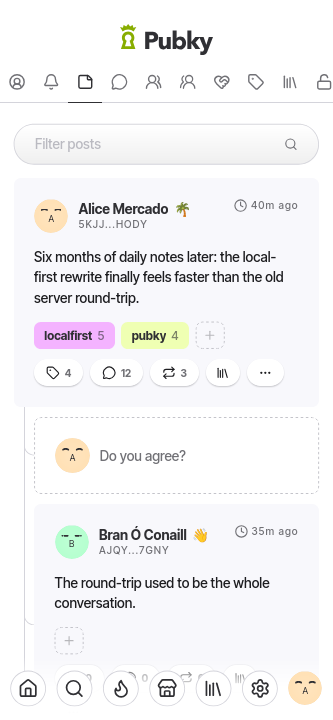 Pubky
Filter posts
A
Alice Mercado 🌴
5KJJ...HODY
40m ago
Six months of daily notes later: the local-
first rewrite finally feels faster than the old
server round-trip.
localfirst 5
pubky 4
+
4
12
3
A
Do you agree?
B
Bran Ó Conaill 👋
AJQY...7GNY
35m ago
The round-trip used to be the whole
conversation.
+
A